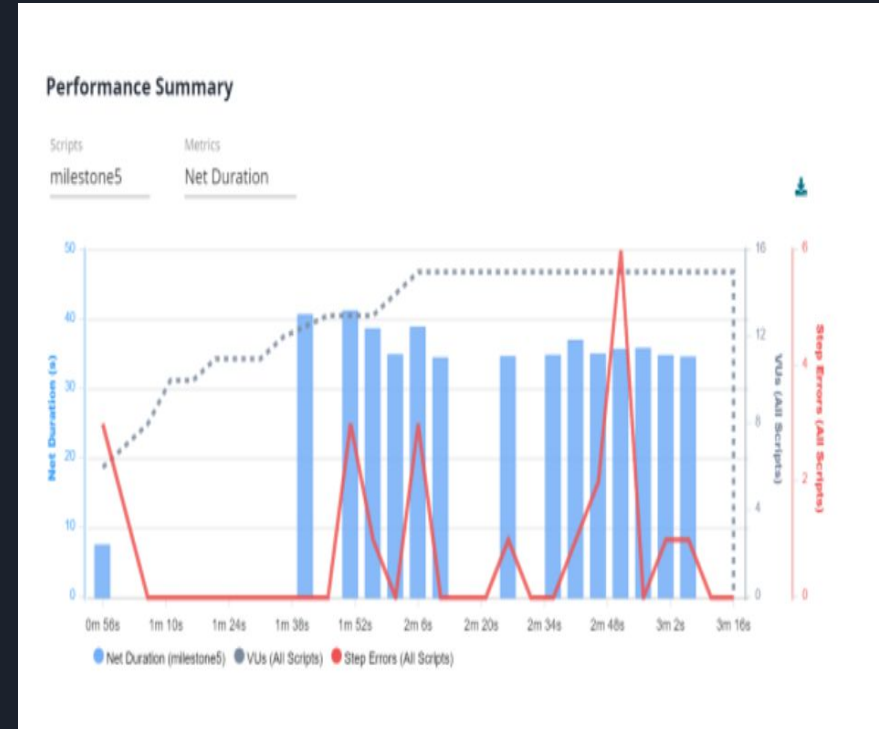 Performance Summary
Scripts Metrics
milestone5 Net Duration
50 16 6
40
12
4
30
8
20
2
4
10
0 0 0
Net Duration (s)
VUs (All Scripts)
Step Errors (All Scripts)
0m 56s 1m 10s 1m 24s 1m 38s 1m 52s 2m 6s 2m 20s 2m 34s 2m 48s 3m 2s 3m 16s
Net Duration (milestone5) VUs (All Scripts) Step Errors (All Scripts)